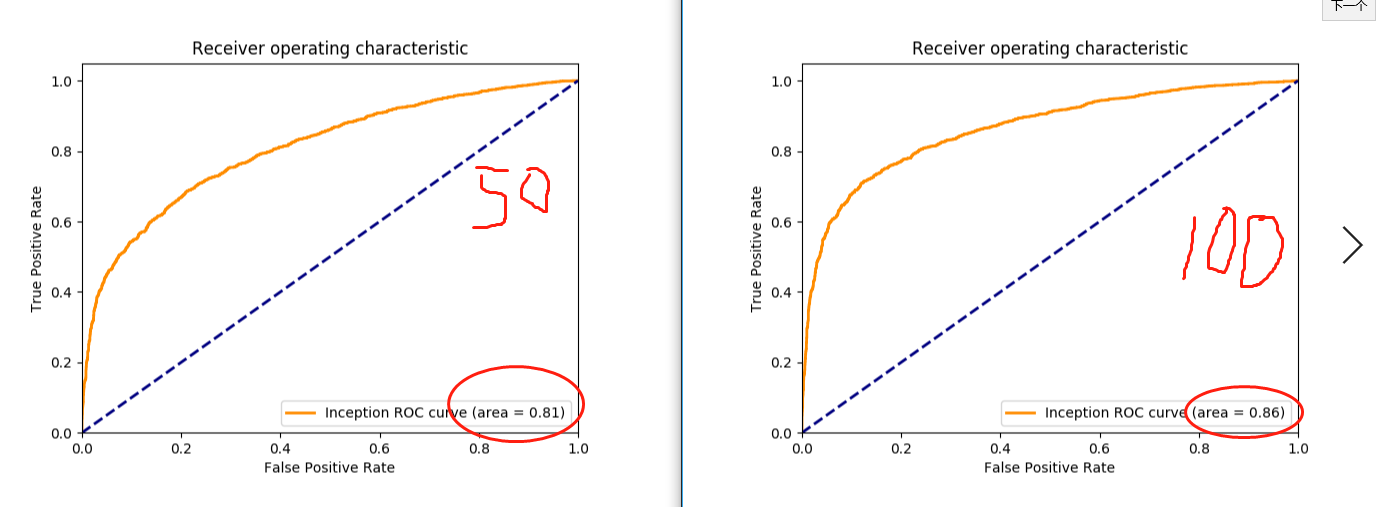 下一个
Receiver operating characteristic
True Positive Rate
1.0
0.8
0.6
0.4
0.2
0.0
50
Inception ROC curve (area = 0.81)
0.0 0.2 0.4 0.6 0.8 1.0
False Positive Rate
Receiver operating characteristic
True Positive Rate
1.0
0.8
0.6
0.4
0.2
0.0
100
Inception ROC curve (area = 0.86)
0.0 0.2 0.4 0.6 0.8 1.0
False Positive Rate